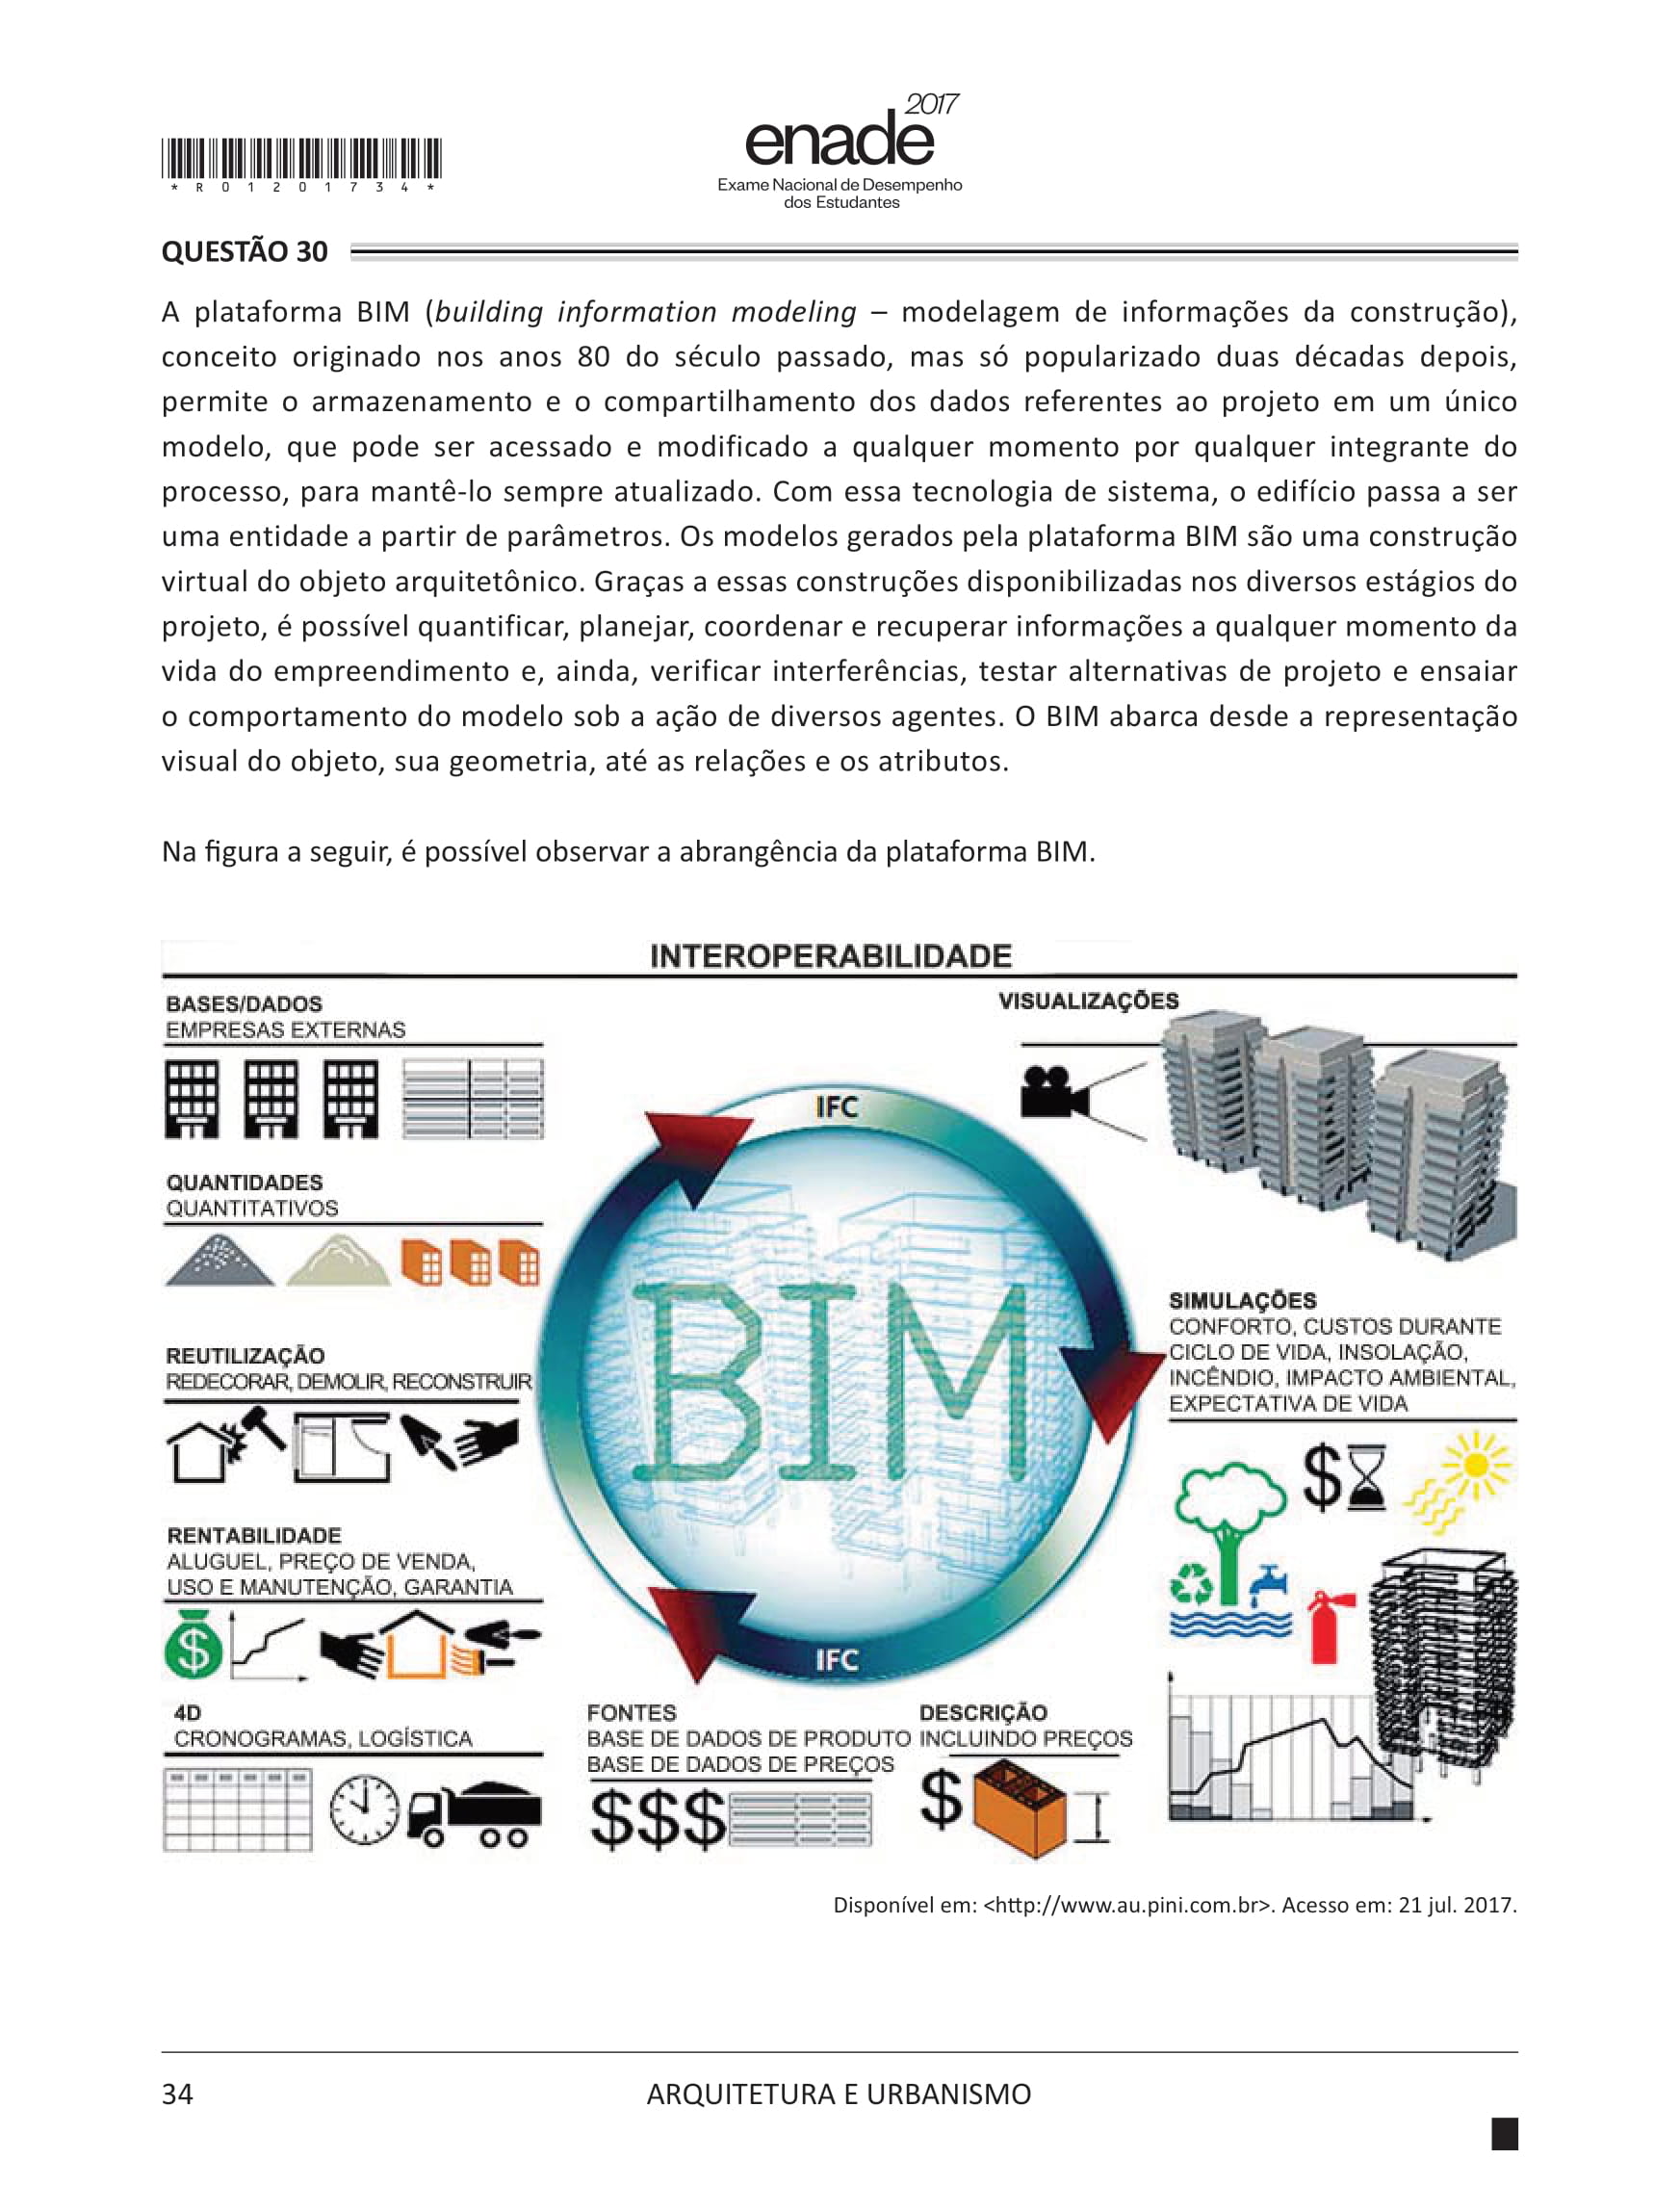 2017
enade
Exame Nacional de Desempenho
dos Estudantes
*R01201734*
QUESTÃO 30
A plataforma BIM (building information modeling – modelagem de informações da construção),
conceito originado nos anos 80 do século passado, mas só popularizado duas décadas depois,
permite o armazenamento e o compartilhamento dos dados referentes ao projeto em um único
modelo, que pode ser acessado e modificado a qualquer momento por qualquer integrante do
processo, para mantê-lo sempre atualizado. Com essa tecnologia de sistema, o edifício passa a ser
uma entidade a partir de parâmetros. Os modelos gerados pela plataforma BIM são uma construção
virtual do objeto arquitetônico. Graças a essas construções disponibilizadas nos diversos estágios do
projeto, é possível quantificar, planejar, coordenar e recuperar informações a qualquer momento da
vida do empreendimento e, ainda, verificar interferências, testar alternativas de projeto e ensaiar
o comportamento do modelo sob a ação de diversos agentes. O BIM abarca desde a representação
visual do objeto, sua geometria, até as relações e os atributos.
Na figura a seguir, é possível observar a abrangência da plataforma BIM.
INTEROPERABILIDADE
BASES/DADOS
EMPRESAS EXTERNAS
QUANTIDADES
QUANTITATIVOS
REUTILIZAÇÃO
REDECORAR, DEMOLIR, RECONSTRUIR
RENTABILIDADE
ALUGUEL, PREÇO DE VENDA,
USO E MANUTENÇÃO, GARANTIA
$
4D
CRONOGRAMAS, LOGÍSTICA
IFC
BIM
IFC
FONTES
BASE DE DADOS DE PRODUTO
BASE DE DADOS DE PREÇOS
$$$
DESCRIÇÃO
INCLUINDO PREÇOS
$
VISUALIZAÇÕES
SIMULAÇÕES
CONFORTO, CUSTOS DURANTE
CICLO DE VIDA, INSOLAÇÃO,
INCÊNDIO, IMPACTO AMBIENTAL,
EXPECTATIVA DE VIDA
$
Disponível em: <http://www.au.pini.com.br>. Acesso em: 21 jul. 2017.
34
ARQUITETURA E URBANISMO